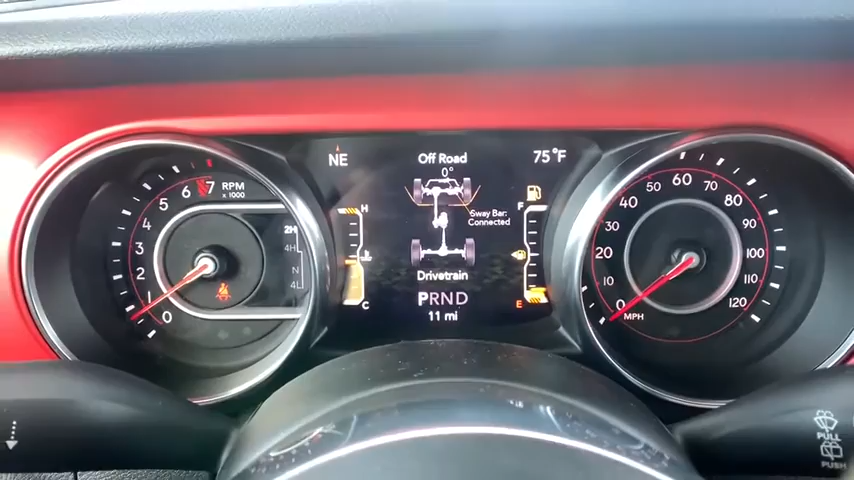 NE
Off Road
75°F
0°
Sway Bar:
Connected
H
C
F
E
Drivetrain
PRND
11 mi
7
6
5
4
3
2
1
0
RPM
x 1000
2H
4H
N
4L
0
10
20
30
40
50
60
70
80
90
100
110
120
MPH
PULL
PUSH